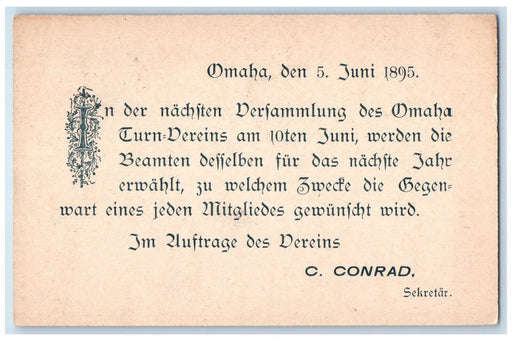 Omaha, den 5. Juni 1895.
In der nächsten Versammlung des Omaha
Turn-Vereins am 10ten Juni, werden die
Beamten desselben für das nächste Jahr
erwählt, zu welchem Zwecke die Gegen-
wart eines jeden Mitgliedes gewünscht wird.
Im Auftrage des Vereins
C. CONRAD,
Sekretär.